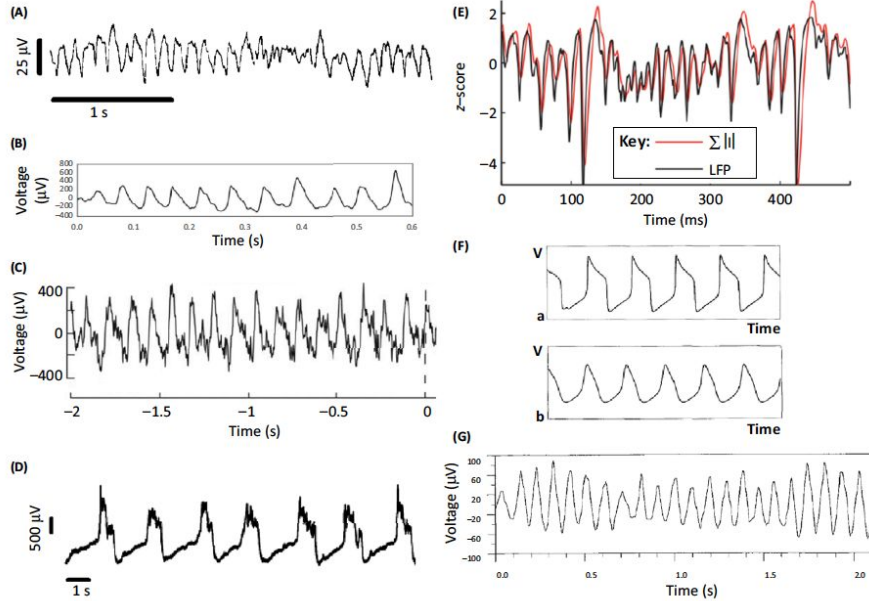 (A)
25 µV
1 s
(B)
Voltage
(µV)
800
600
400
200
0
−200
−400
0.0 0.1 0.2 0.3 0.4 0.5 0.6
Time (s)
(C)
Voltage (µV)
400
0
−400
−2 −1.5 −1 −0.5 0
Time (s)
(D)
500 µV
1 s
(E)
z–score
2
0
−2
−4
Key: ∑ |I|
LFP
0 100 200 300 400
Time (ms)
(F)
V
a
Time
V
b
Time
(G)
Voltage (µV)
100
60
20
−20
−60
−100
0.0 0.5 1.0 1.5 2.0
Time (s)